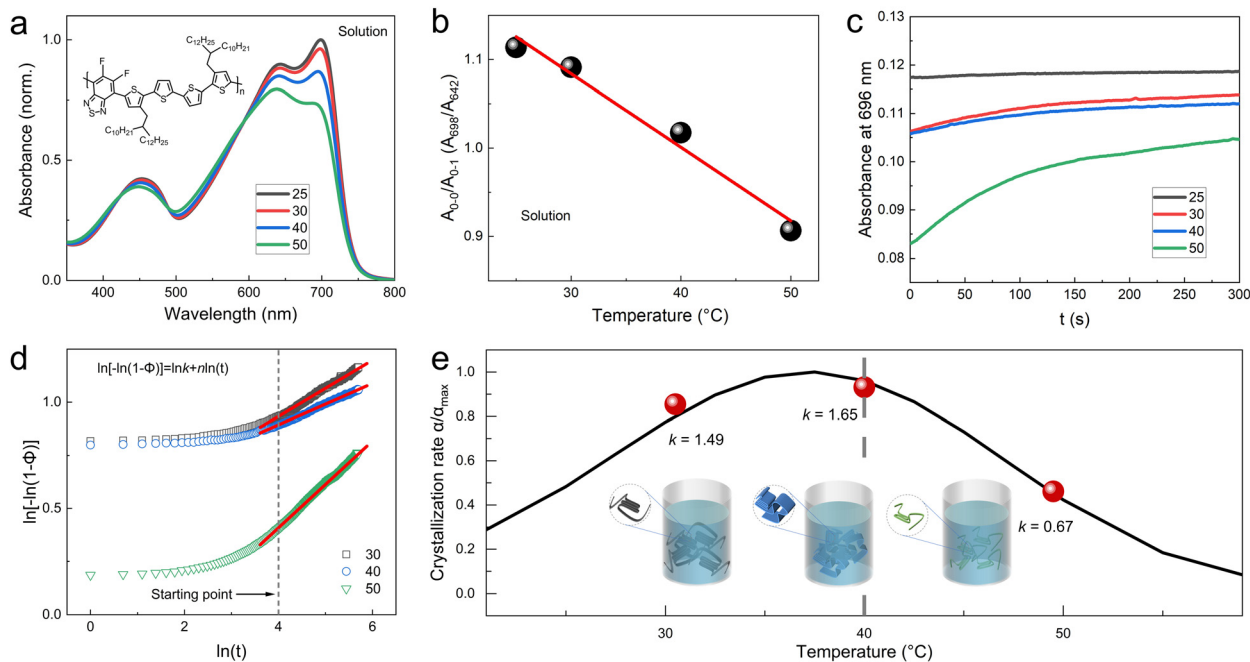 a
Solution
Absorbance (norm.)
1.0
0.5
0.0
400
500
600
700
800
Wavelength (nm)
C12H25
C10H21
F
F
S
S
S
S
N
S
N
n
C10H21
C12H25
25
30
40
50
b
A0-0/A0-1 (A698/A642)
1.1
1.0
0.9
Solution
30
40
50
Temperature (°C)
c
Absorbance at 696 nm
0.13
0.12
0.11
0.10
0.09
0.08
25
30
40
50
0
50
100
150
200
250
300
t (s)
d
ln[-ln(1-Φ)]=lnk+nln(t)
ln[-ln(1-Φ)]
1.0
0.5
0.0
Starting point
30
40
50
0
2
4
6
ln(t)
e
Crystallization rate α/αmax
1.0
0.8
0.6
0.4
0.2
0.0
k = 1.49
k = 1.65
k = 0.67
30
40
50
Temperature (°C)